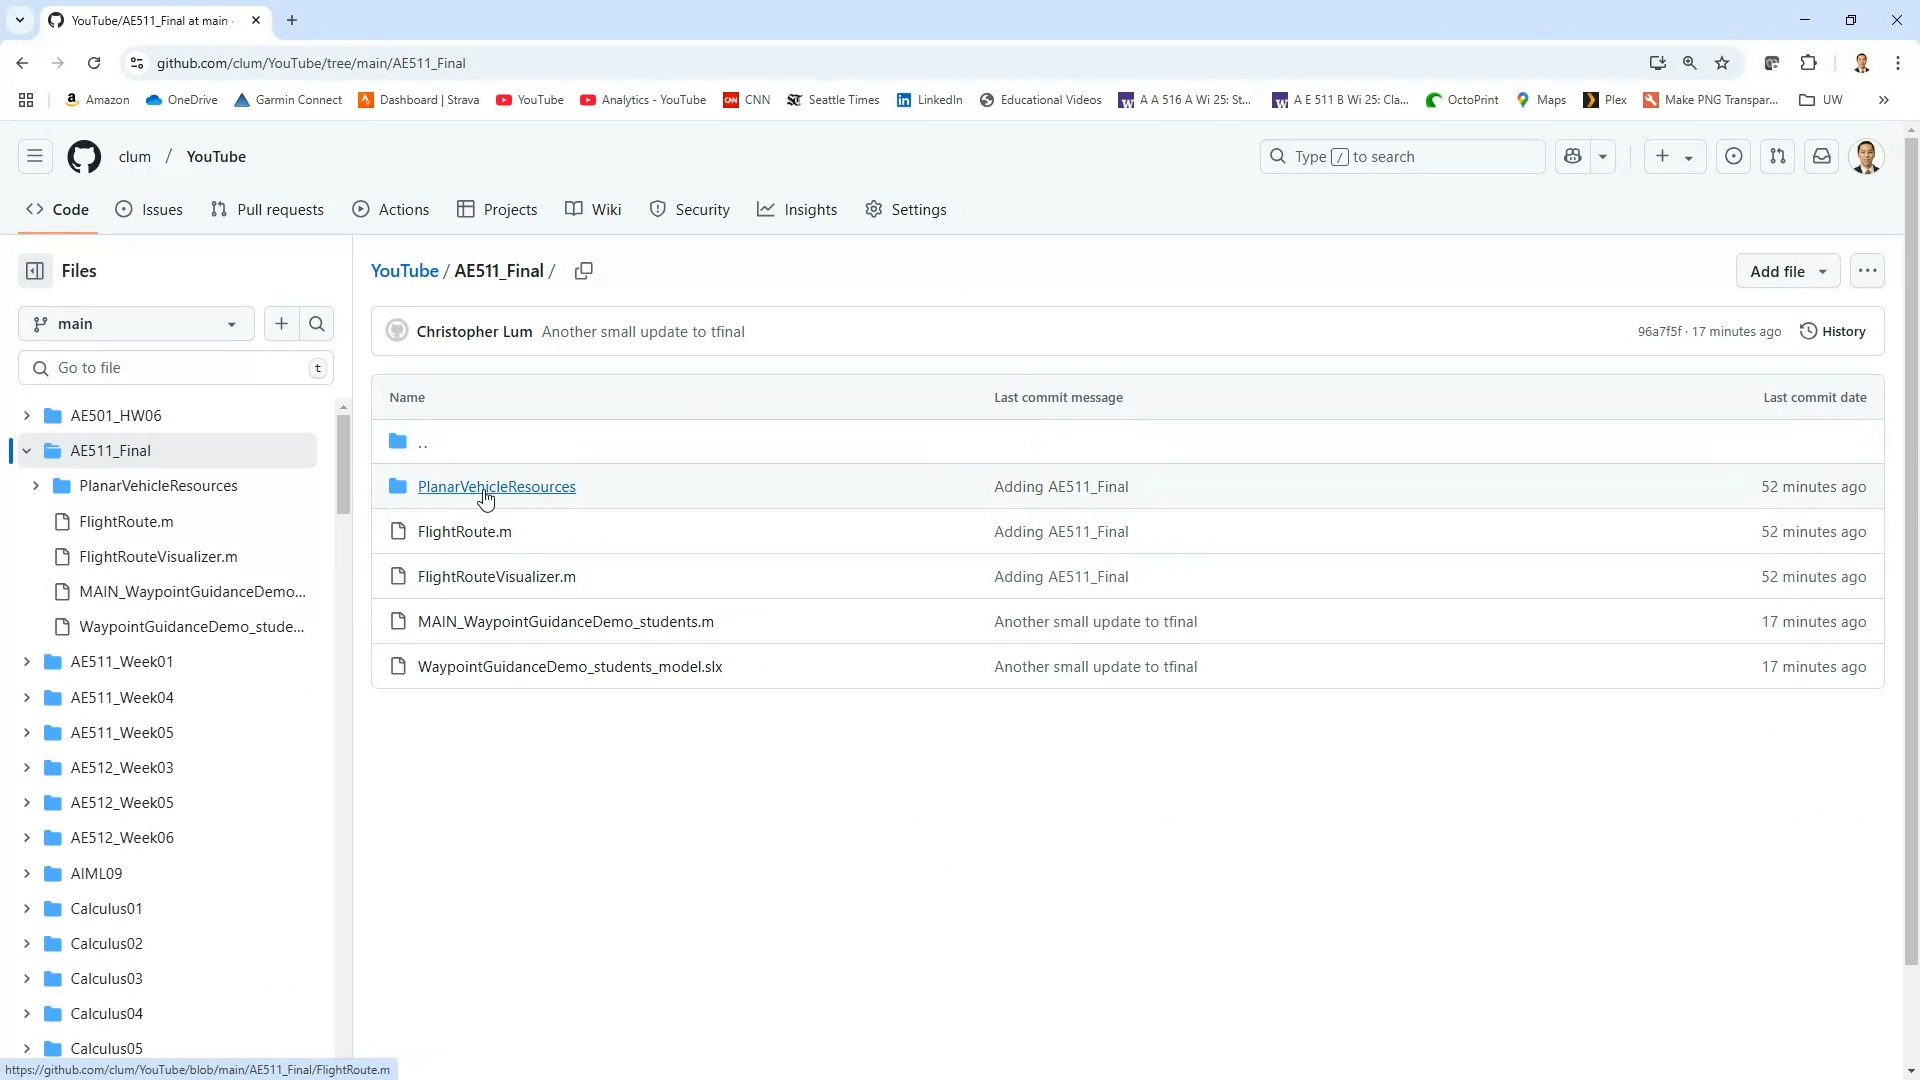 YouTube/AE511_Final at main ·
github.com/clum/YouTube/tree/main/AE511_Final
Amazon
OneDrive
Garmin Connect
Dashboard | Strava
YouTube
Analytics - YouTube
CNN
Seattle Times
LinkedIn
Educational Videos
A A 516 A Wi 25: St...
A E 511 B Wi 25: Cla...
OctoPrint
Maps
Plex
Make PNG Transpar...
UW
clum / YouTube
Type / to search
Code
Issues
Pull requests
Actions
Projects
Wiki
Security
Insights
Settings
Files
main
Go to file
t
AE501_HW06
AE511_Final
PlanarVehicleResources
FlightRoute.m
FlightRouteVisualizer.m
MAIN_WaypointGuidanceDemo...
WaypointGuidanceDemo_stude...
AE511_Week01
AE511_Week04
AE511_Week05
AE512_Week03
AE512_Week05
AE512_Week06
AIML09
Calculus01
Calculus02
Calculus03
Calculus04
Calculus05
YouTube / AE511_Final /
Add file
Christopher Lum Another small update to tfinal
96a7f5f · 17 minutes ago
History
Name Last commit message Last commit date
..
PlanarVehicleResources Adding AE511_Final 52 minutes ago
FlightRoute.m Adding AE511_Final 52 minutes ago
FlightRouteVisualizer.m Adding AE511_Final 52 minutes ago
MAIN_WaypointGuidanceDemo_students.m Another small update to tfinal 17 minutes ago
WaypointGuidanceDemo_students_model.slx Another small update to tfinal 17 minutes ago
https://github.com/clum/YouTube/blob/main/AE511_Final/FlightRoute.m